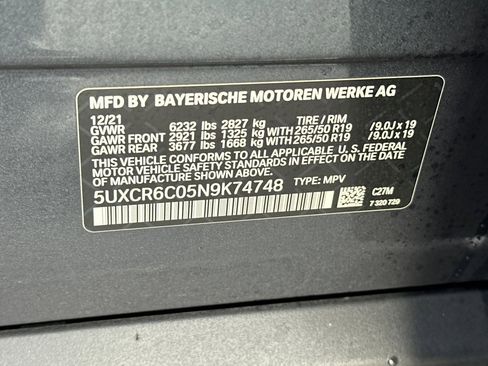 MFD BY BAYERISCHE MOTOREN WERKE AG
12/21 TIRE / RIM
GVWR 6232 lbs 2827 kg
GAWR FRONT 2921 lbs 1325 kg WITH 265/50 R19 /9.0J x 19
GAWR REAR 3677 lbs 1668 kg WITH 265/50 R19 /9.0J x 19
THIS VEHICLE CONFORMS TO ALL APPLICABLE U.S. FEDERAL
MOTOR VEHICLE SAFETY STANDARDS IN EFFECT ON THE DATE
OF MANUFACTURE SHOWN ABOVE.
5UXCR6C05N9K74748 TYPE: MPV C27M
7 320 729